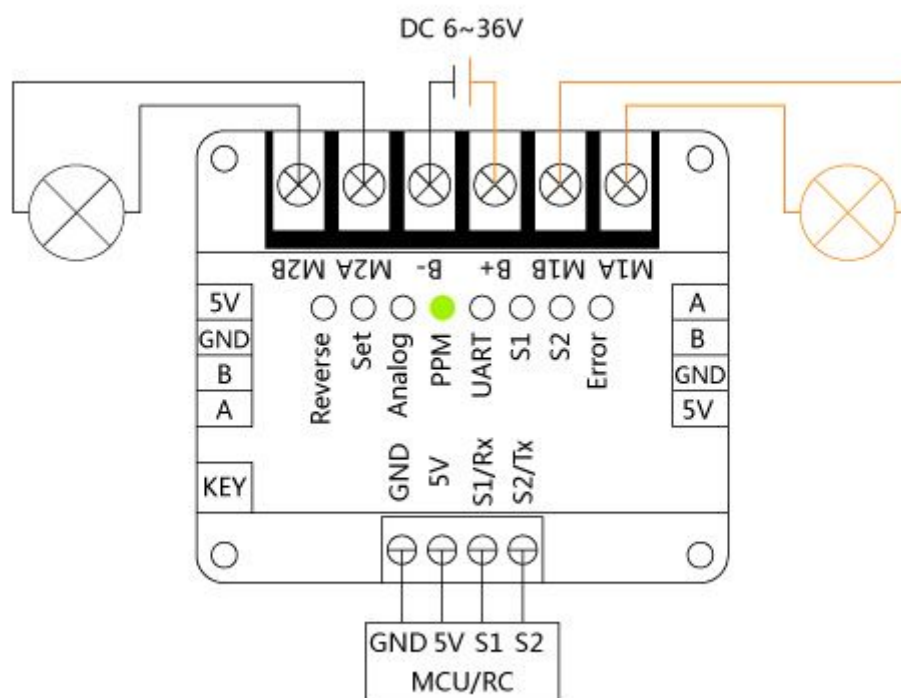 DC 6~36V
M2B M2A B- B+ M1B M1A
5V
GND
B
A
KEY
Reverse
Set
Analog
PPM
UART
S1
S2
Error
A
B
GND
5V
GND
5V
S1/Rx
S2/Tx
GND 5V S1 S2
MCU/RC